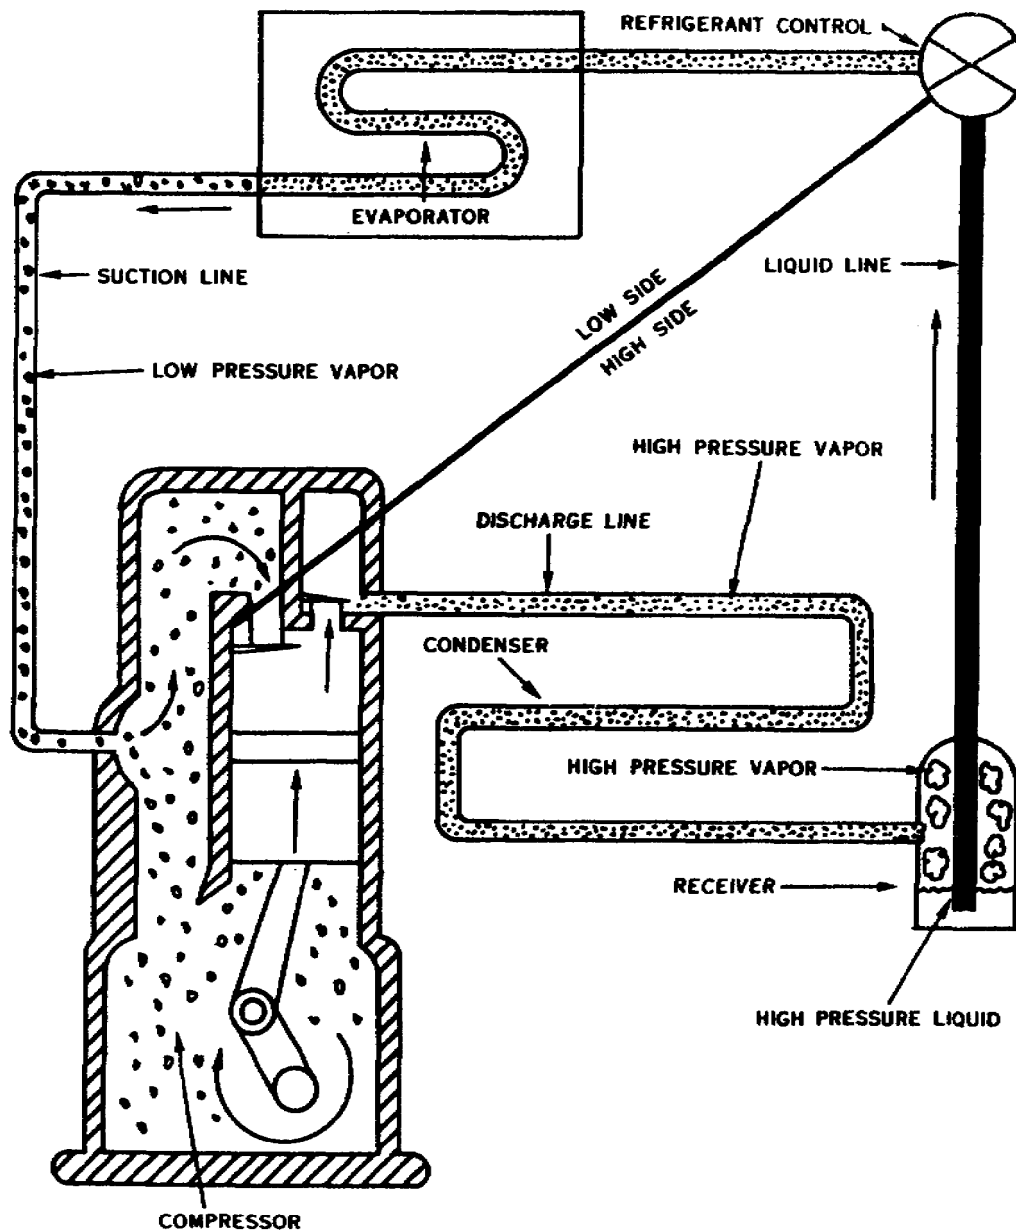 REFRIGERANT CONTROL
EVAPORATOR
SUCTION LINE
LIQUID LINE
LOW SIDE
HIGH SIDE
LOW PRESSURE VAPOR
HIGH PRESSURE VAPOR
DISCHARGE LINE
CONDENSER
HIGH PRESSURE VAPOR
RECEIVER
HIGH PRESSURE LIQUID
COMPRESSOR